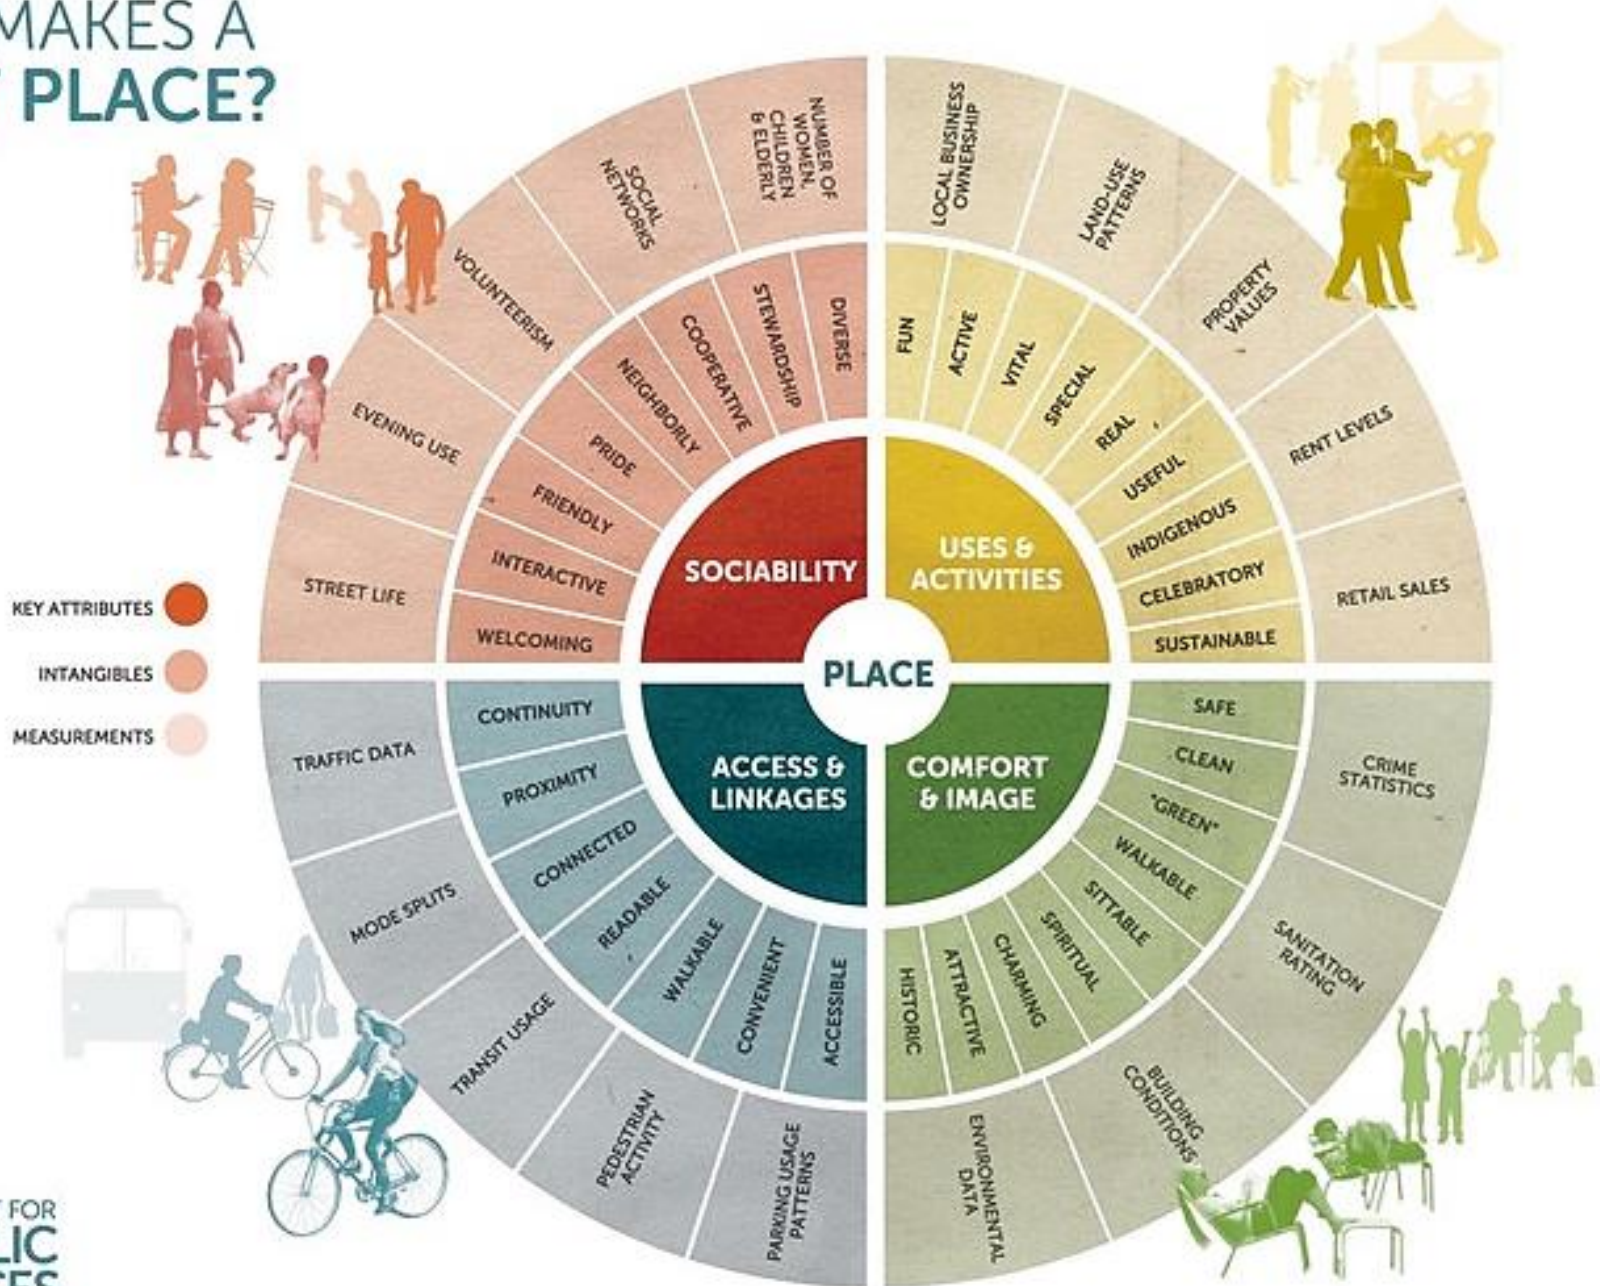 MAKES A
PLACE?
KEY ATTRIBUTES
INTANGIBLES
MEASUREMENTS
PLACE
SOCIABILITY
USES &
ACTIVITIES
ACCESS &
LINKAGES
COMFORT
& IMAGE
DIVERSE
STEWARDSHIP
COOPERATIVE
NEIGHBORLY
PRIDE
FRIENDLY
INTERACTIVE
WELCOMING
NUMBER OF
WOMEN,
CHILDREN
& ELDERLY
SOCIAL
NETWORKS
VOLUNTEERISM
EVENING USE
STREET LIFE
FUN
ACTIVE
VITAL
SPECIAL
REAL
USEFUL
INDIGENOUS
CELEBRATORY
SUSTAINABLE
LOCAL BUSINESS
OWNERSHIP
LAND-USE
PATTERNS
PROPERTY
VALUES
RENT LEVELS
RETAIL SALES
CONTINUITY
PROXIMITY
CONNECTED
READABLE
WALKABLE
CONVENIENT
ACCESSIBLE
TRAFFIC DATA
MODE SPLITS
TRANSIT USAGE
PEDESTRIAN
ACTIVITY
PARKING USAGE
PATTERNS
SAFE
CLEAN
"GREEN"
WALKABLE
SITTABLE
SPIRITUAL
CHARMING
ATTRACTIVE
HISTORIC
CRIME
STATISTICS
SANITATION
RATING
BUILDING
CONDITIONS
ENVIRONMENTAL
DATA
FOR
LIC